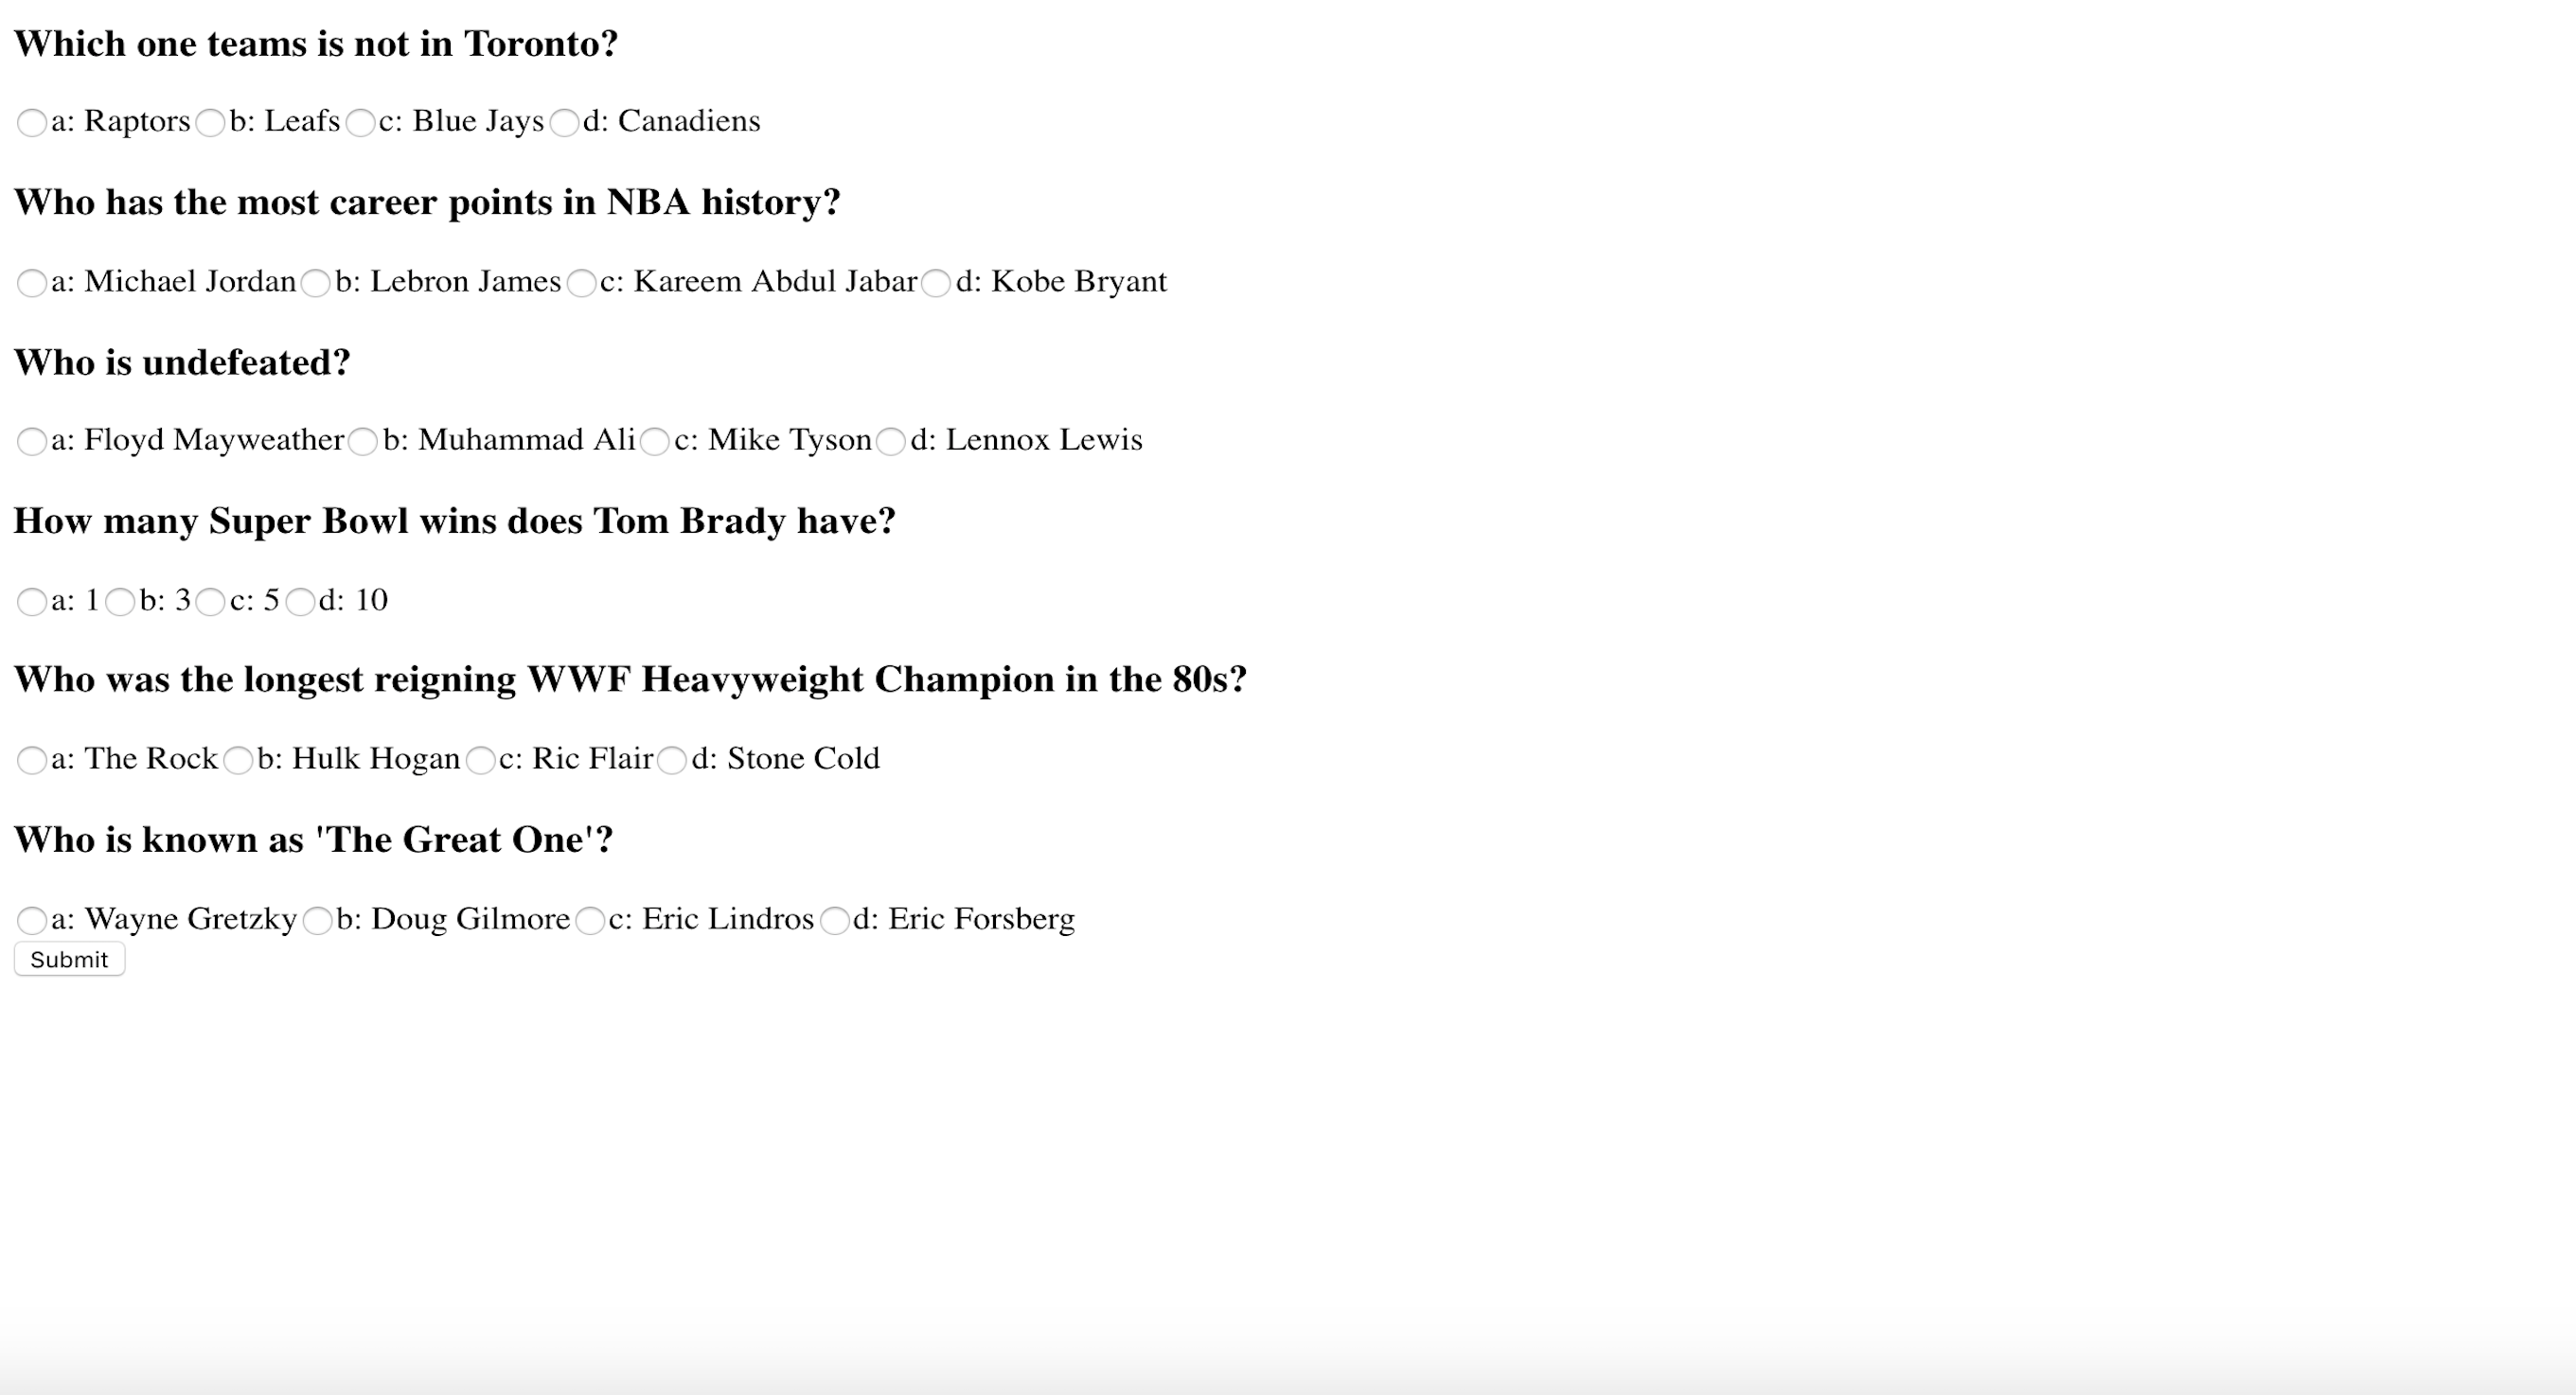 Which one teams is not in Toronto?
a: Raptors b: Leafs c: Blue Jays d: Canadiens
Who has the most career points in NBA history?
a: Michael Jordan b: Lebron James c: Kareem Abdul Jabar d: Kobe Bryant
Who is undefeated?
a: Floyd Mayweather b: Muhammad Ali c: Mike Tyson d: Lennox Lewis
How many Super Bowl wins does Tom Brady have?
a: 1 b: 3 c: 5 d: 10
Who was the longest reigning WWF Heavyweight Champion in the 80s?
a: The Rock b: Hulk Hogan c: Ric Flair d: Stone Cold
Who is known as 'The Great One'?
a: Wayne Gretzky b: Doug Gilmore c: Eric Lindros d: Eric Forsberg
Submit